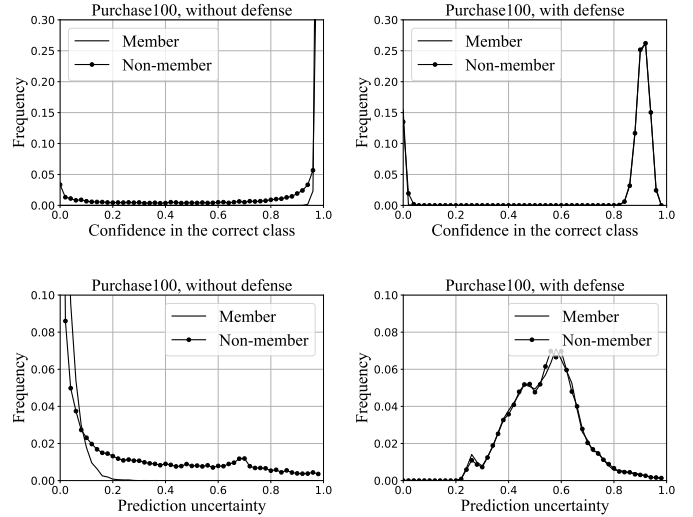 Purchase100, without defense
0.30
0.25
0.20
0.15
0.10
0.05
0.00
Frequency
Member
Non-member
0.0 0.2 0.4 0.6 0.8 1.0
Confidence in the correct class
Purchase100, with defense
0.30
0.25
0.20
0.15
0.10
0.05
0.00
Frequency
Member
Non-member
0.0 0.2 0.4 0.6 0.8 1.0
Confidence in the correct class
Purchase100, without defense
0.10
0.08
0.06
0.04
0.02
0.00
Frequency
Member
Non-member
0.0 0.2 0.4 0.6 0.8 1.0
Prediction uncertainty
Purchase100, with defense
0.10
0.08
0.06
0.04
0.02
0.00
Frequency
Member
Non-member
0.0 0.2 0.4 0.6 0.8 1.0
Prediction uncertainty